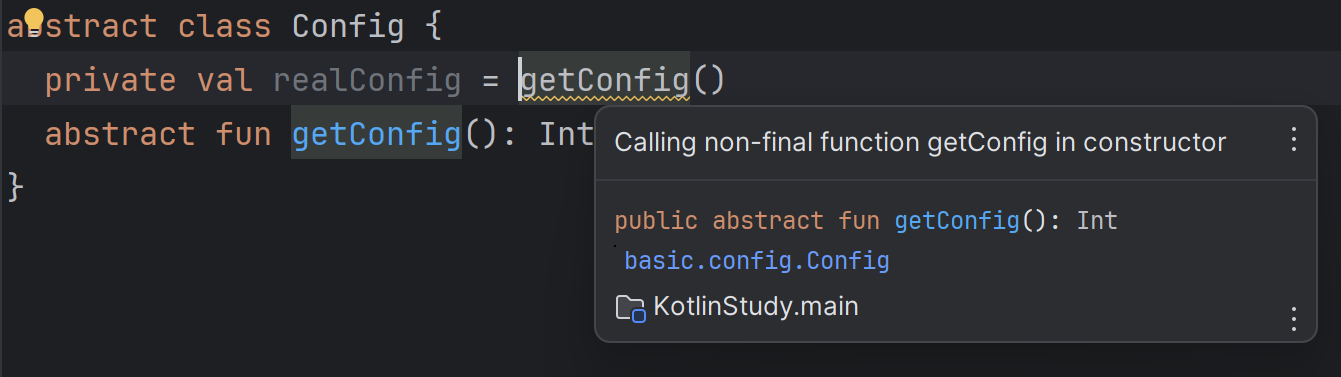 abstract class Config {
private val realConfig = getConfig()
abstract fun getConfig(): Int
}
Calling non-final function getConfig in constructor
public abstract fun getConfig(): Int
basic.config.Config
KotlinStudy.main